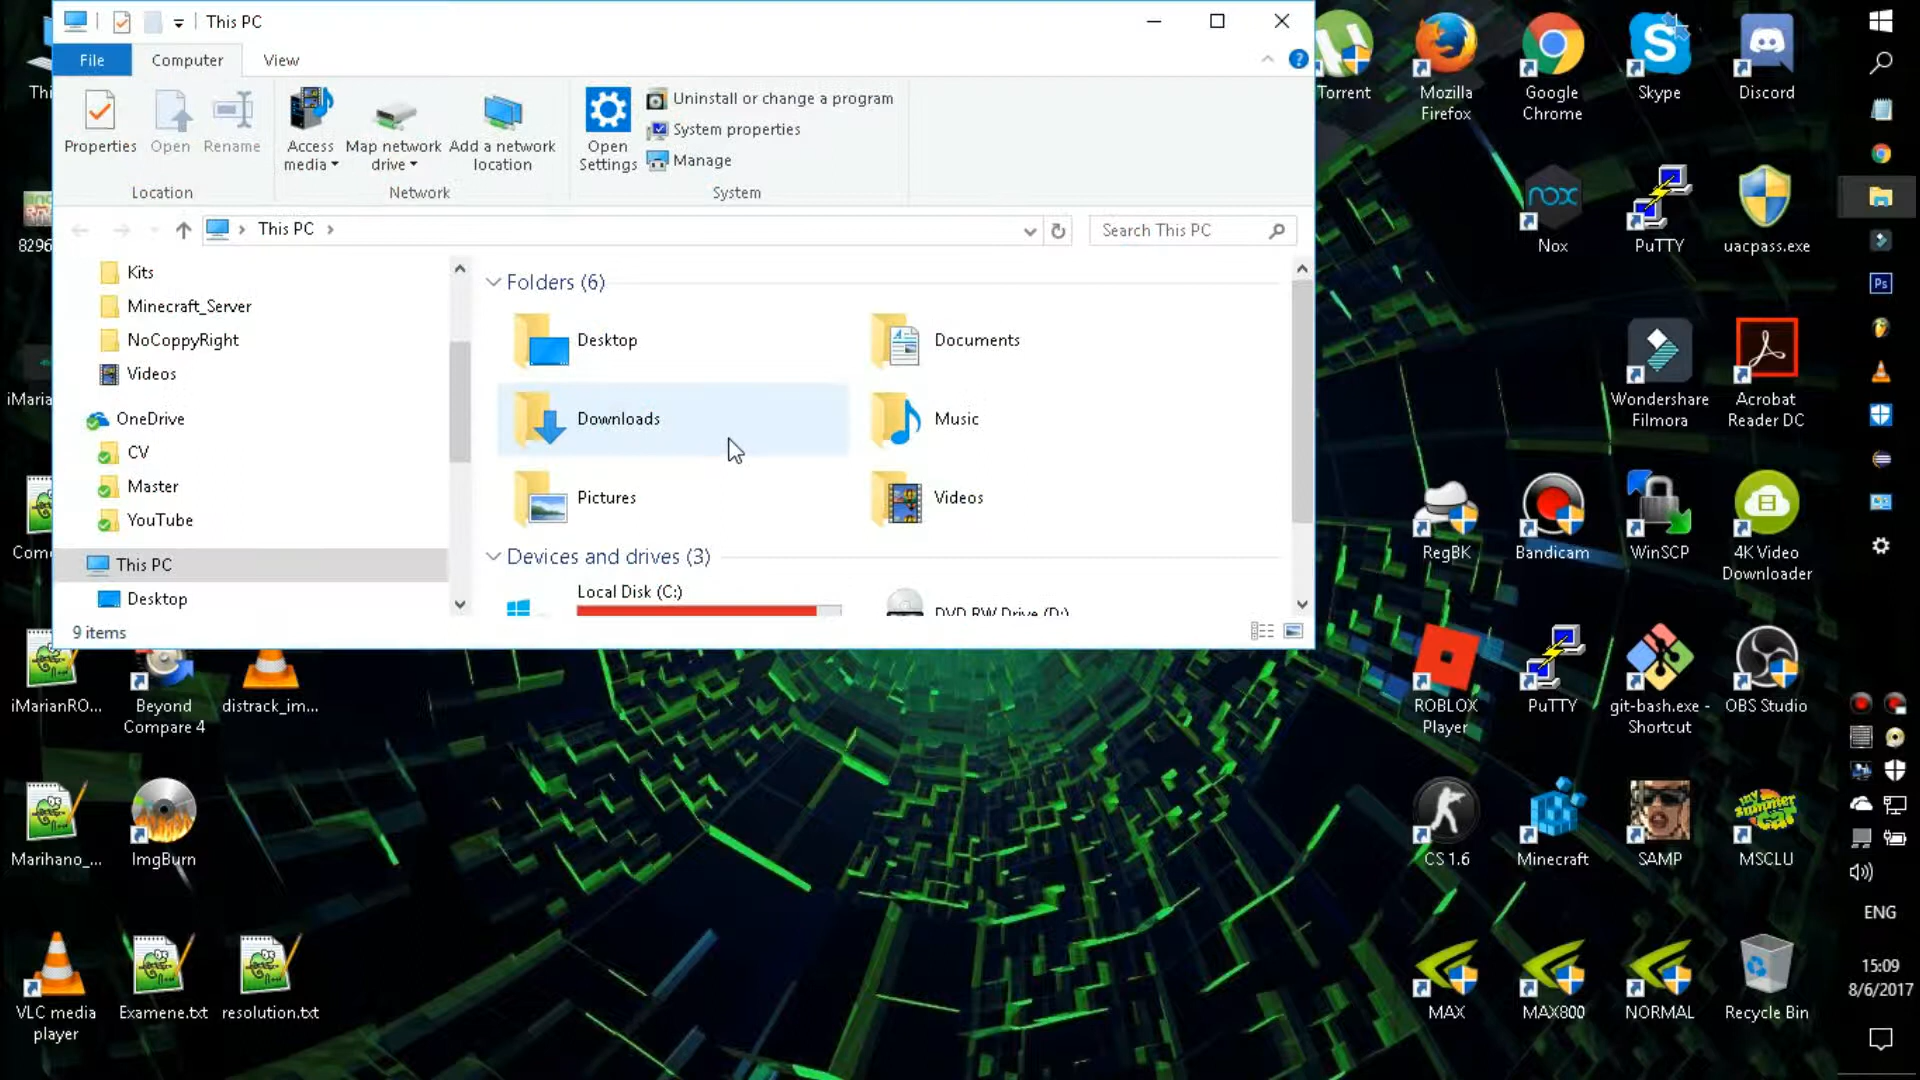 This PC
File
Computer
View
Properties
Open
Rename
Access
media
Map network
drive
Add a network
location
Open
Settings
Uninstall or change a program
System properties
Manage
Location
Network
System
This PC
Search This PC
Kits
Minecraft_Server
NoCoppyRight
Videos
OneDrive
CV
Master
YouTube
This PC
Desktop
Folders (6)
Desktop
Documents
Downloads
Music
Pictures
Videos
Devices and drives (3)
Local Disk (C:)
DVD RW Drive (D:)
9 items
Thi
8296
iMaria
Com
iMarianRO...
Beyond
Compare 4
distrack_im...
Marihano_...
ImgBurn
VLC media
player
Examene.txt
resolution.txt
Torrent
Mozilla
Firefox
Google
Chrome
Skype
Discord
nox
Nox
PuTTY
uacpass.exe
Wondershare
Filmora
Acrobat
Reader DC
RegBK
Bandicam
WinSCP
4K Video
Downloader
ROBLOX
Player
PuTTY
git-bash.exe -
Shortcut
OBS Studio
CS 1.6
Minecraft
SAMP
my
summer
car
MSCLU
MAX
MAX800
NORMAL
Recycle Bin
Ps
ENG
15:09
8/6/2017